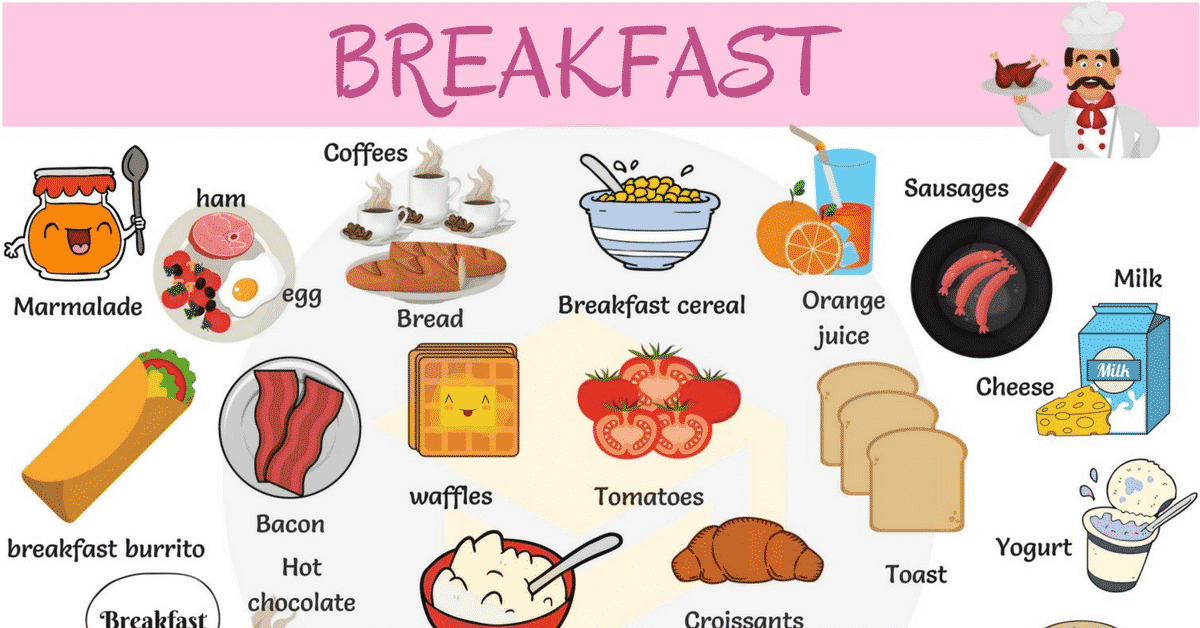 BREAKFAST
Coffees
Sausages
ham
Milk
egg
Marmalade
Bread
Breakfast cereal
Orange
juice
Cheese
Milk
waffles
Tomatoes
Bacon
breakfast burrito
Yogurt
Hot
chocolate
Toast
Croissants
Breakfast